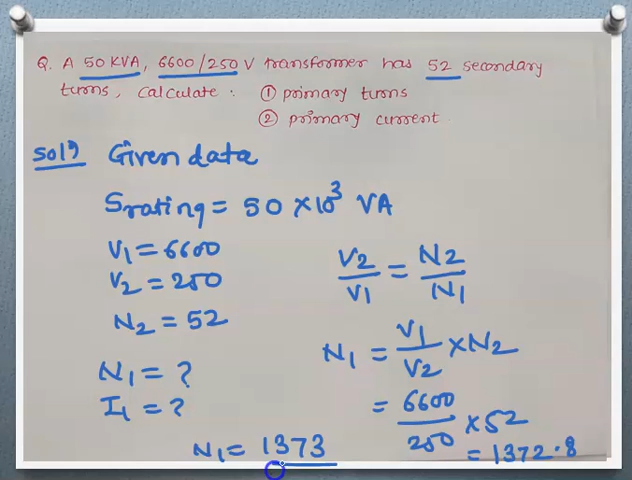 Q. A 50 KVA, 6600/250 V transformer has 52 secondary
turns, calculate: ① primary turns
② primary current.
Solⁿ) Given data
Srating = 50 × 10³ VA
V1 = 6600
V2 = 250
N2 = 52
N1 = ?
I1 = ?
V2/V1 = N2/N1
N1 = V1/V2 × N2
= 6600/250 × 52
= 1372.8
N1 = 1373